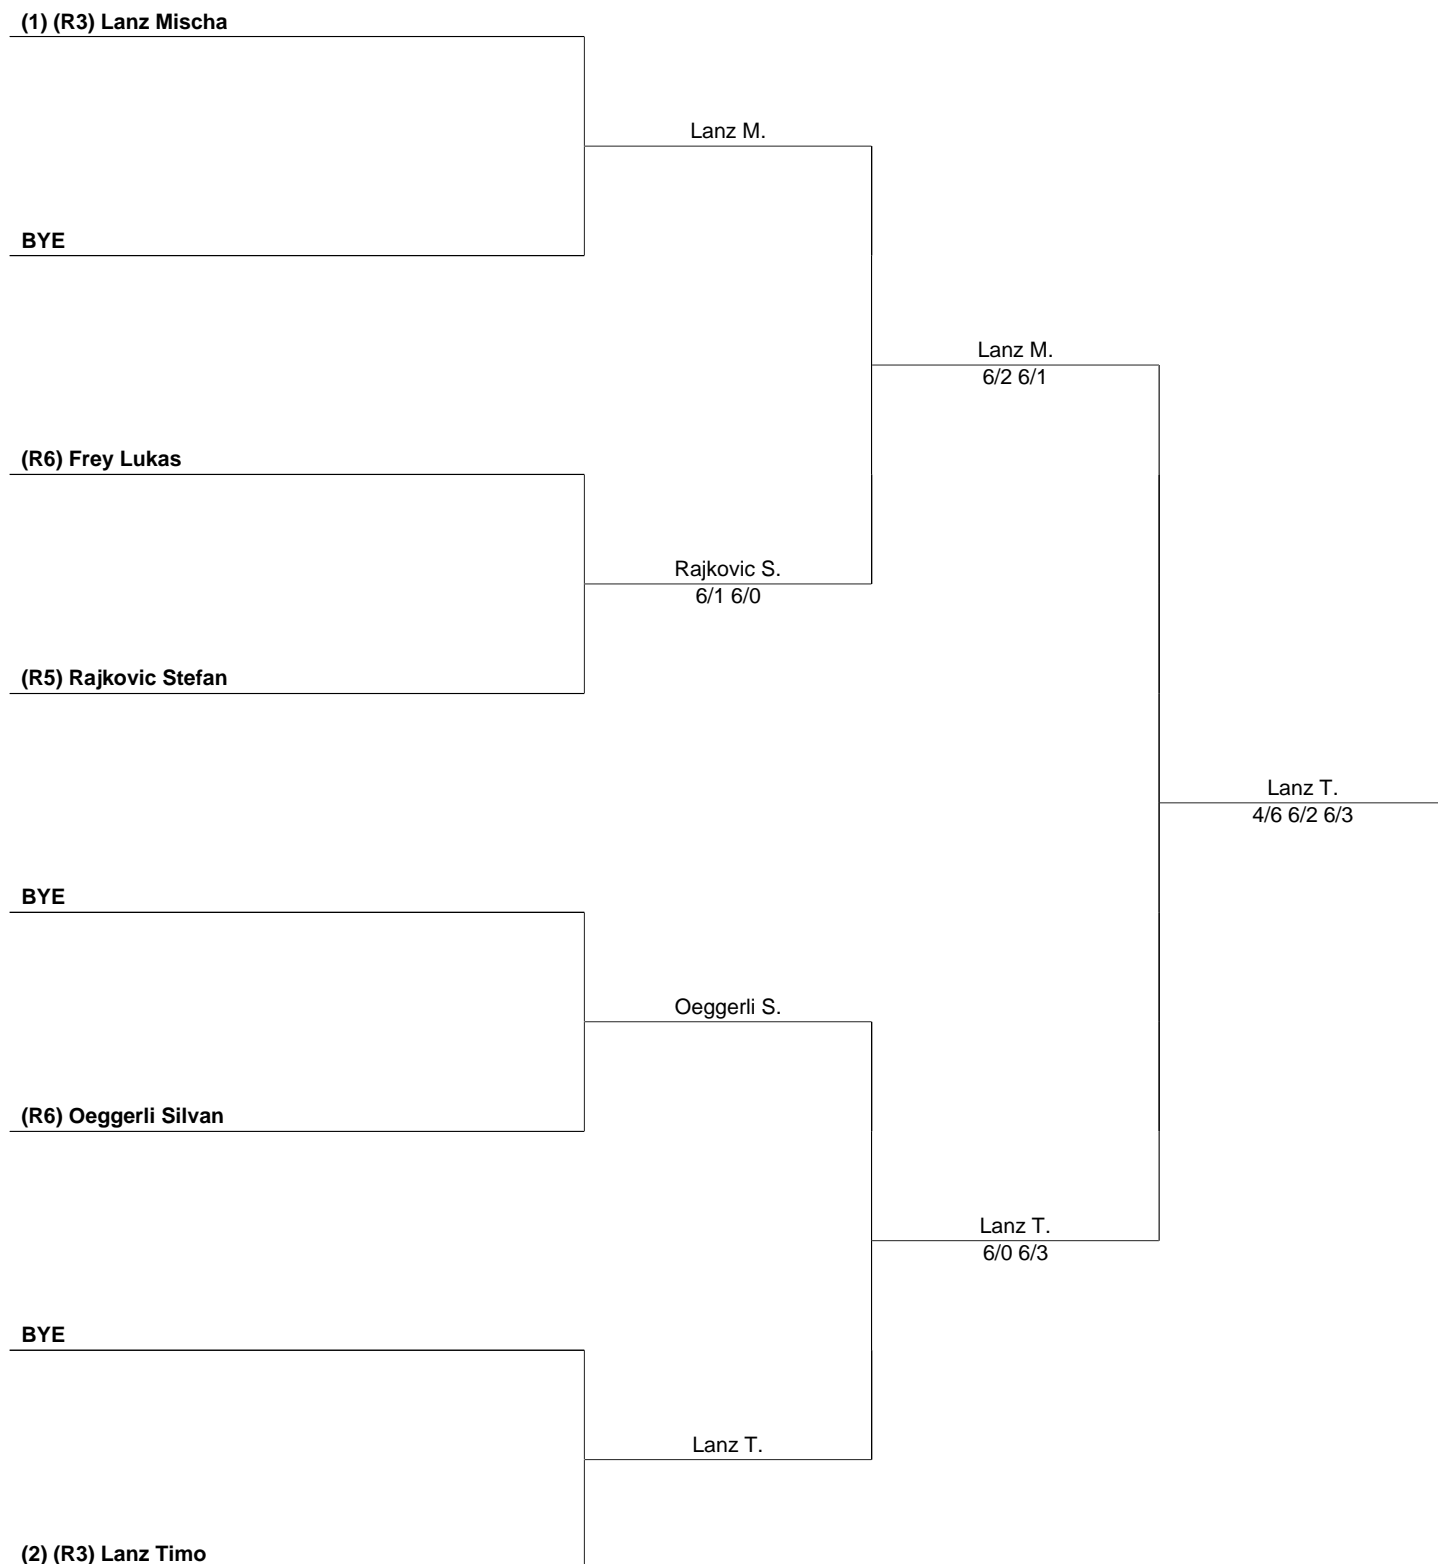 (1) (R3) Lanz Mischa
Lanz M.
BYE
Lanz M.
6/2 6/1
(R6) Frey Lukas
Rajkovic S.
6/1 6/0
(R5) Rajkovic Stefan
Lanz T.
4/6 6/2 6/3
BYE
Oeggerli S.
(R6) Oeggerli Silvan
Lanz T.
6/0 6/3
BYE
Lanz T.
(2) (R3) Lanz Timo